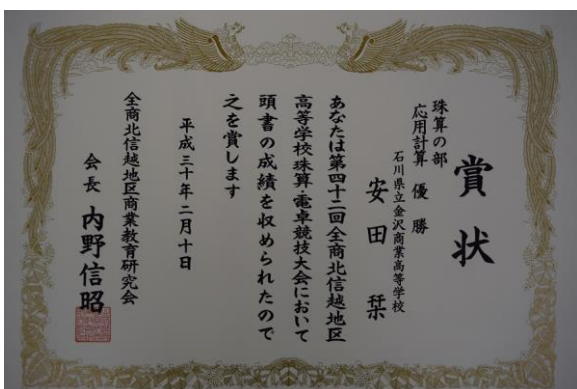 賞状
珠算の部
応用計算 優勝
石川県立金沢商業高等学校
安田 栞
あなたは第四十二回全商北信越地区
高等学校珠算・電卓競技大会において
頭書の成績を収められたので
之を賞します
平成三十年二月十日
全商北信越地区商業教育研究会
会長 内野信昭